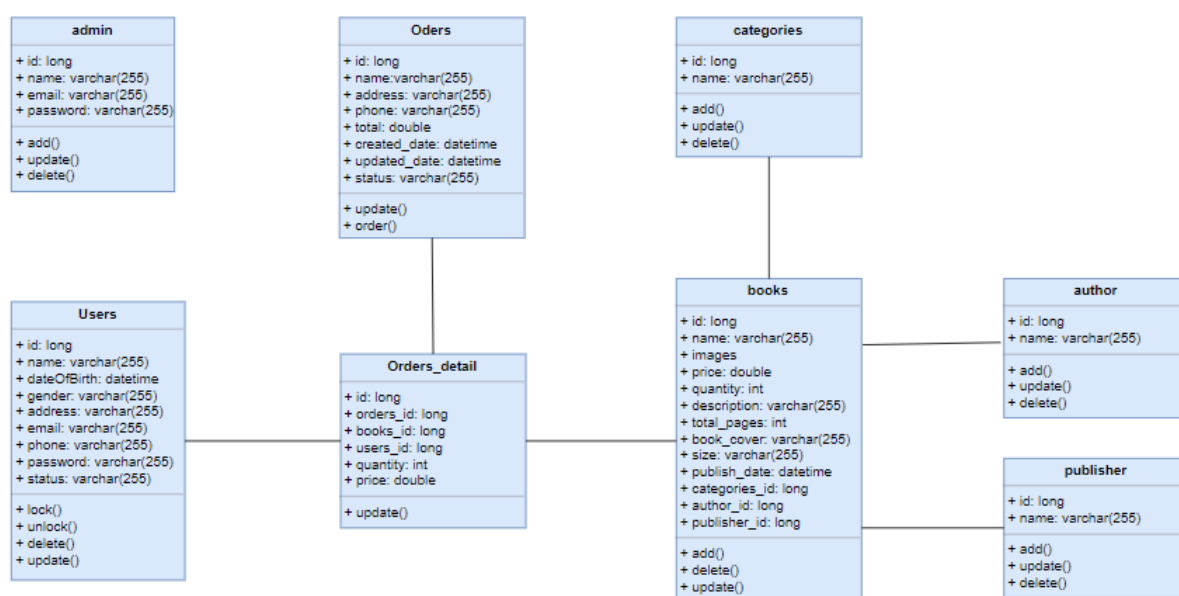 admin
+ id: long
+ name: varchar(255)
+ email: varchar(255)
+ password: varchar(255)
+ add()
+ update()
+ delete()
Oders
+ id: long
+ name:varchar(255)
+ address: varchar(255)
+ phone: varchar(255)
+ total: double
+ created_date: datetime
+ updated_date: datetime
+ status: varchar(255)
+ update()
+ order()
categories
+ id: long
+ name: varchar(255)
+ add()
+ update()
+ delete()
Users
+ id: long
+ name: varchar(255)
+ dateOfBirth: datetime
+ gender: varchar(255)
+ address: varchar(255)
+ email: varchar(255)
+ phone: varchar(255)
+ password: varchar(255)
+ status: varchar(255)
+ lock()
+ unlock()
+ delete()
+ update()
Orders_detail
+ id: long
+ orders_id: long
+ books_id: long
+ users_id: long
+ quantity: int
+ price: double
+ update()
books
+ id: long
+ name: varchar(255)
+ images
+ price: double
+ quantity: int
+ description: varchar(255)
+ total_pages: int
+ book_cover: varchar(255)
+ size: varchar(255)
+ publish_date: datetime
+ categories_id: long
+ author_id: long
+ publisher_id: long
+ add()
+ delete()
+ update()
author
+ id: long
+ name: varchar(255)
+ add()
+ update()
+ delete()
publisher
+ id: long
+ name: varchar(255)
+ add()
+ update()
+ delete()